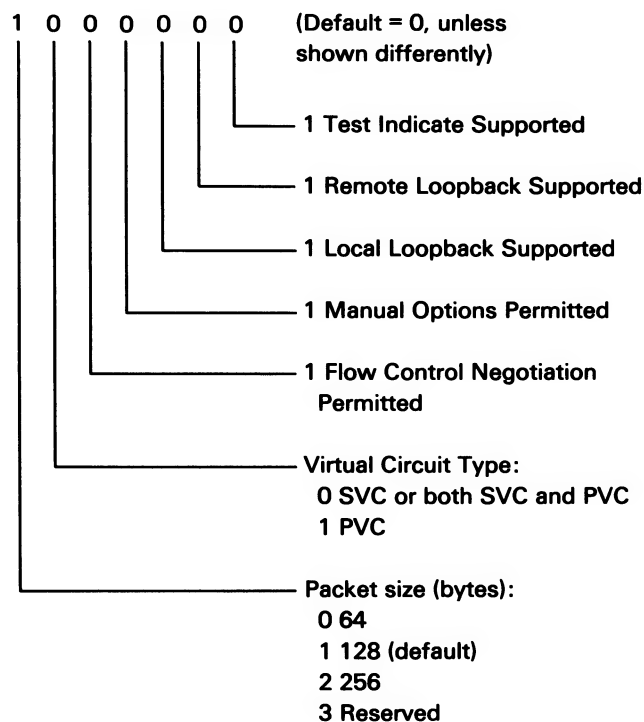 1 0 0 0 0 0 0 (Default = 0, unless
shown differently)
1 Test Indicate Supported
1 Remote Loopback Supported
1 Local Loopback Supported
1 Manual Options Permitted
1 Flow Control Negotiation
Permitted
Virtual Circuit Type:
0 SVC or both SVC and PVC
1 PVC
Packet size (bytes):
0 64
1 128 (default)
2 256
3 Reserved